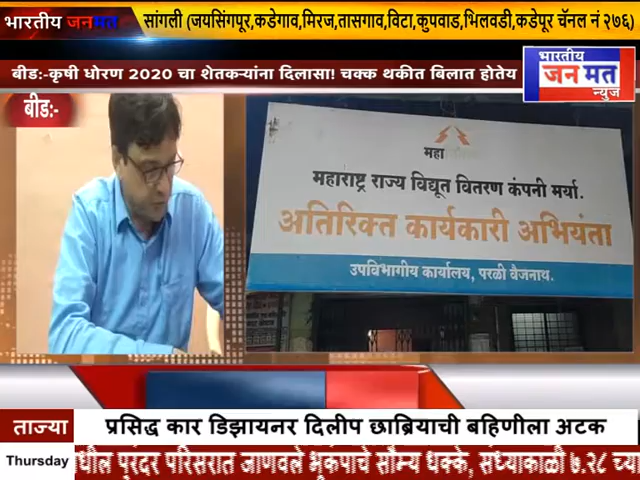 भारतीय जनमत
सांगली (जयसिंगपूर,कडेगाव,मिरज,तासगाव,विटा,कुपवाड,भिलवडी,कडेपूर चॅनल नं २७६)
बीड:-कृषी धोरण 2020 चा शेतकऱ्यांना दिलासा! चक्क थकीत बिलात होतेय
भारतीय
जन मत
न्युज
बीड:-
महा
महाराष्ट्र राज्य विद्युत वितरण कंपनी मर्या.
अतिरिक्त कार्यकारी अभियंता
उपविभागीय कार्यालय, परळी वैजनाथ.
ताज्या
प्रसिद्ध कार डिझायनर दिलीप छाब्रियाची बहिणीला अटक
Thursday
परिसरात जाणवले भूकंपाचे सौम्य धक्के, संध्याकाळी ७.२८ च्या